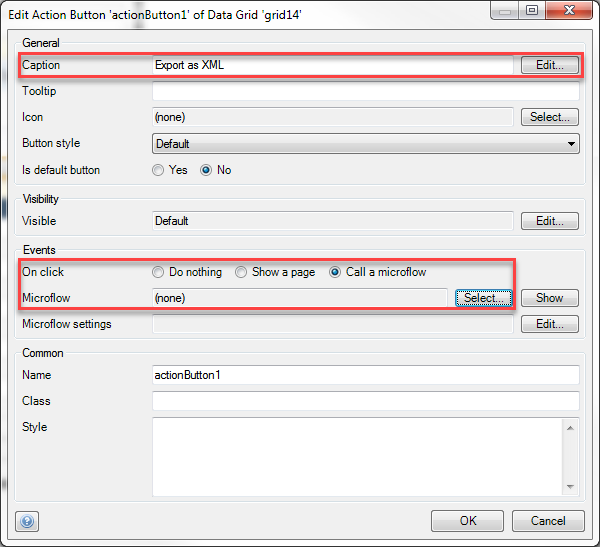 Edit Action Button 'actionButton1' of Data Grid 'grid14'
General
Caption Export as XML Edit...
Tooltip
Icon (none) Select...
Button style Default
Is default button Yes No
Visibility
Visible Default Edit...
Events
On click Do nothing Show a page Call a microflow
Microflow (none) Select... Show
Microflow settings Edit...
Common
Name actionButton1
Class
Style
? OK Cancel